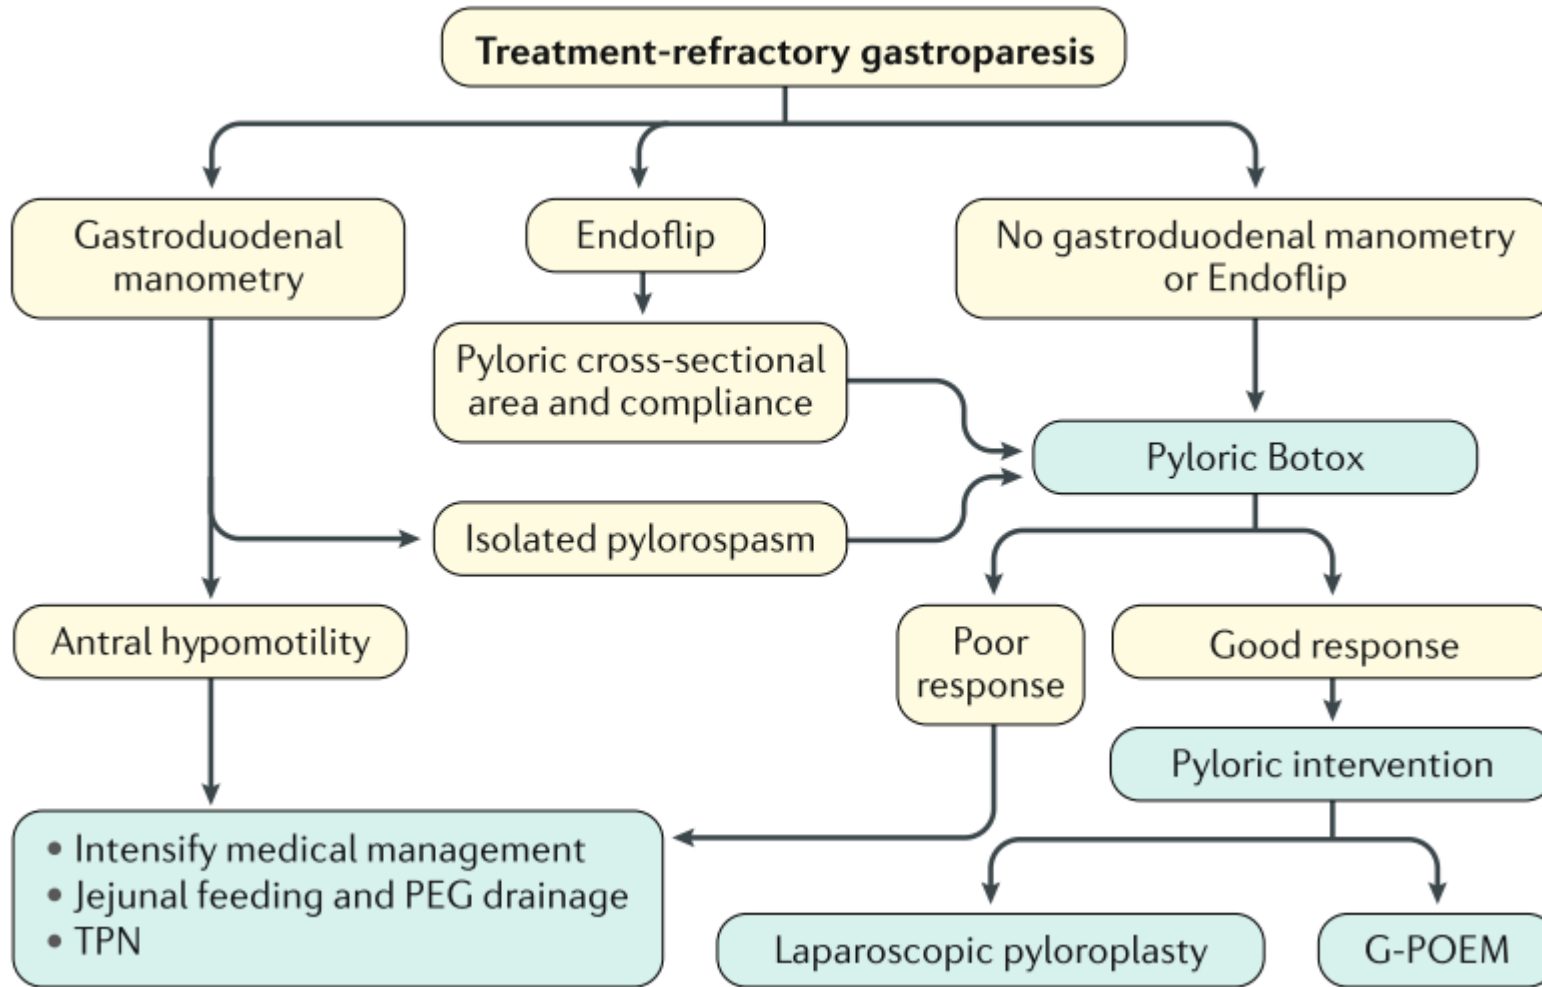 Treatment-refractory gastroparesis
Gastroduodenal
manometry
Endoflip
No gastroduodenal manometry
or Endoflip
Pyloric cross-sectional
area and compliance
Pyloric Botox
Isolated pylorospasm
Antral hypomotility
Poor
response
Good response
Pyloric intervention
• Intensify medical management
• Jejunal feeding and PEG drainage
• TPN
Laparoscopic pyloroplasty
G-POEM